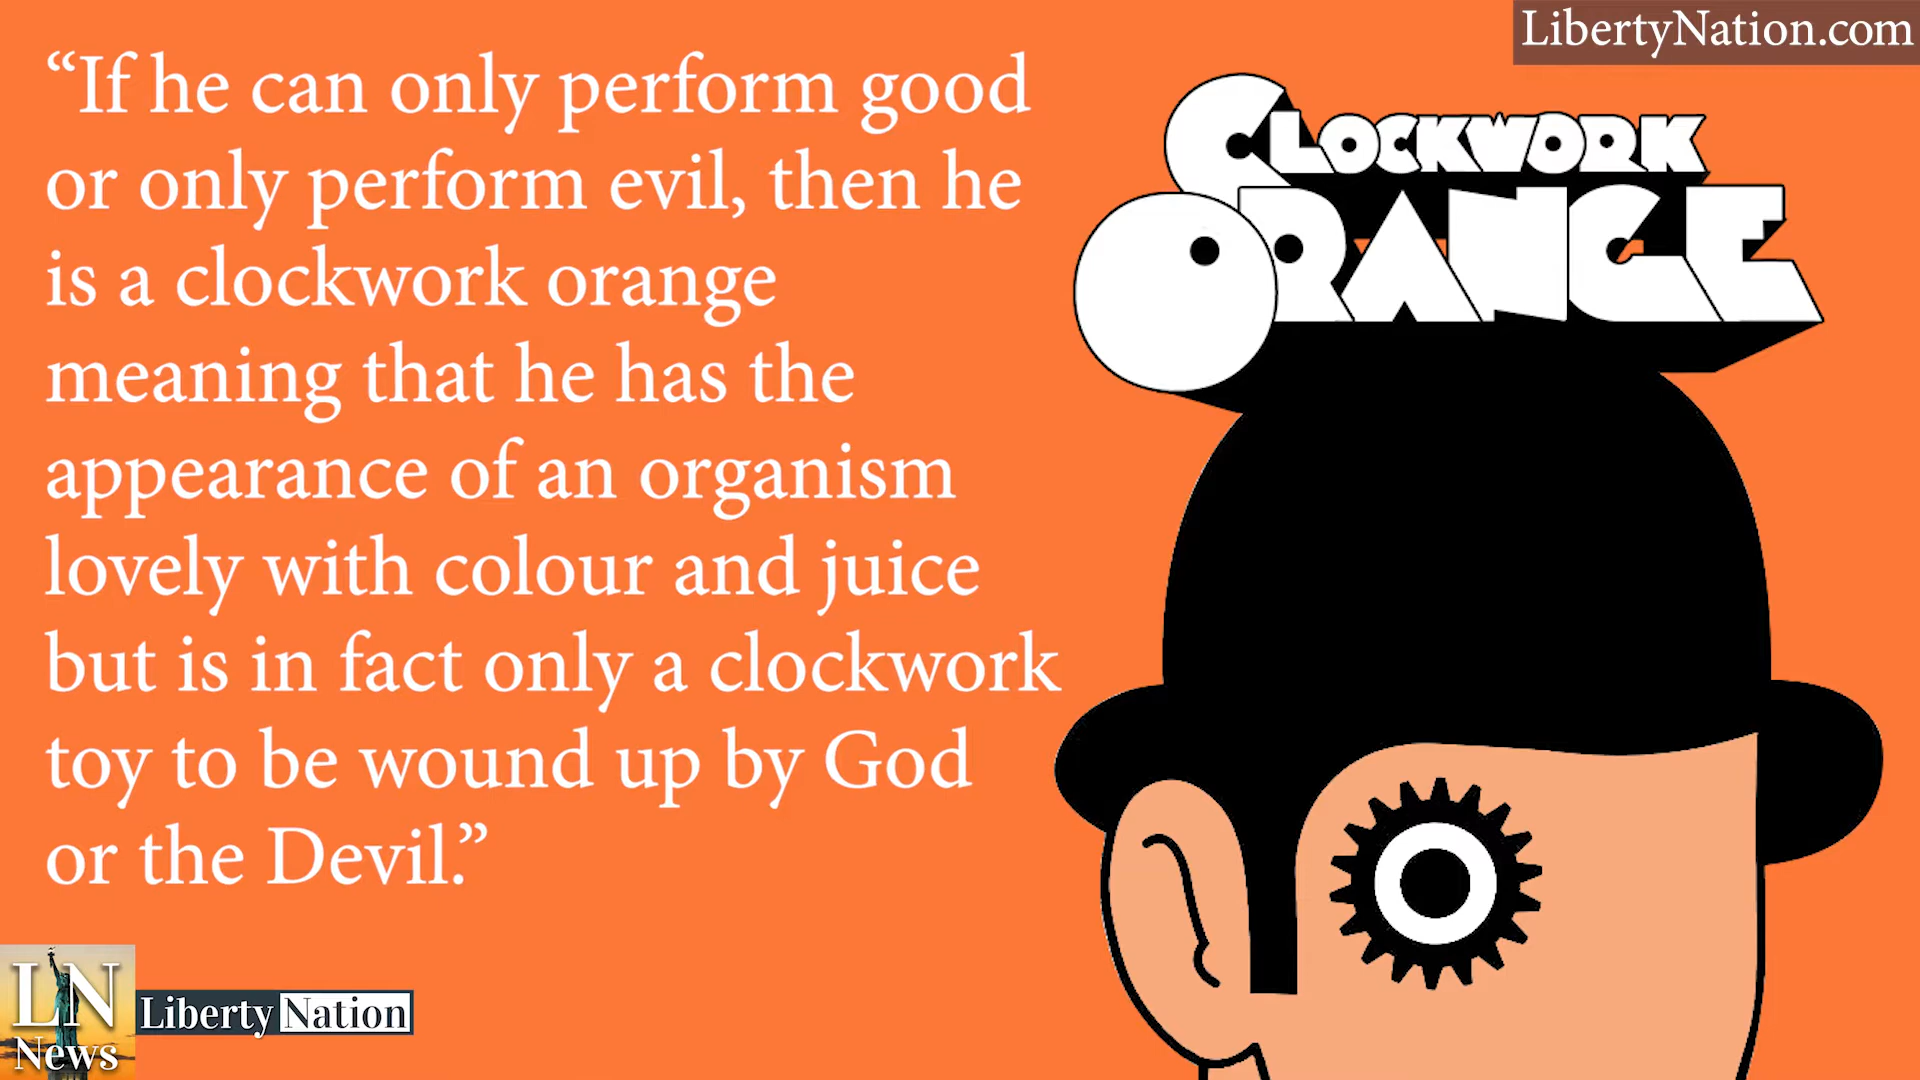 LibertyNation.com
“If he can only perform good
or only perform evil, then he
is a clockwork orange
meaning that he has the
appearance of an organism
lovely with colour and juice
but is in fact only a clockwork
toy to be wound up by God
or the Devil.”
CLOCKWORK
ORANGE
LN
News
Liberty Nation